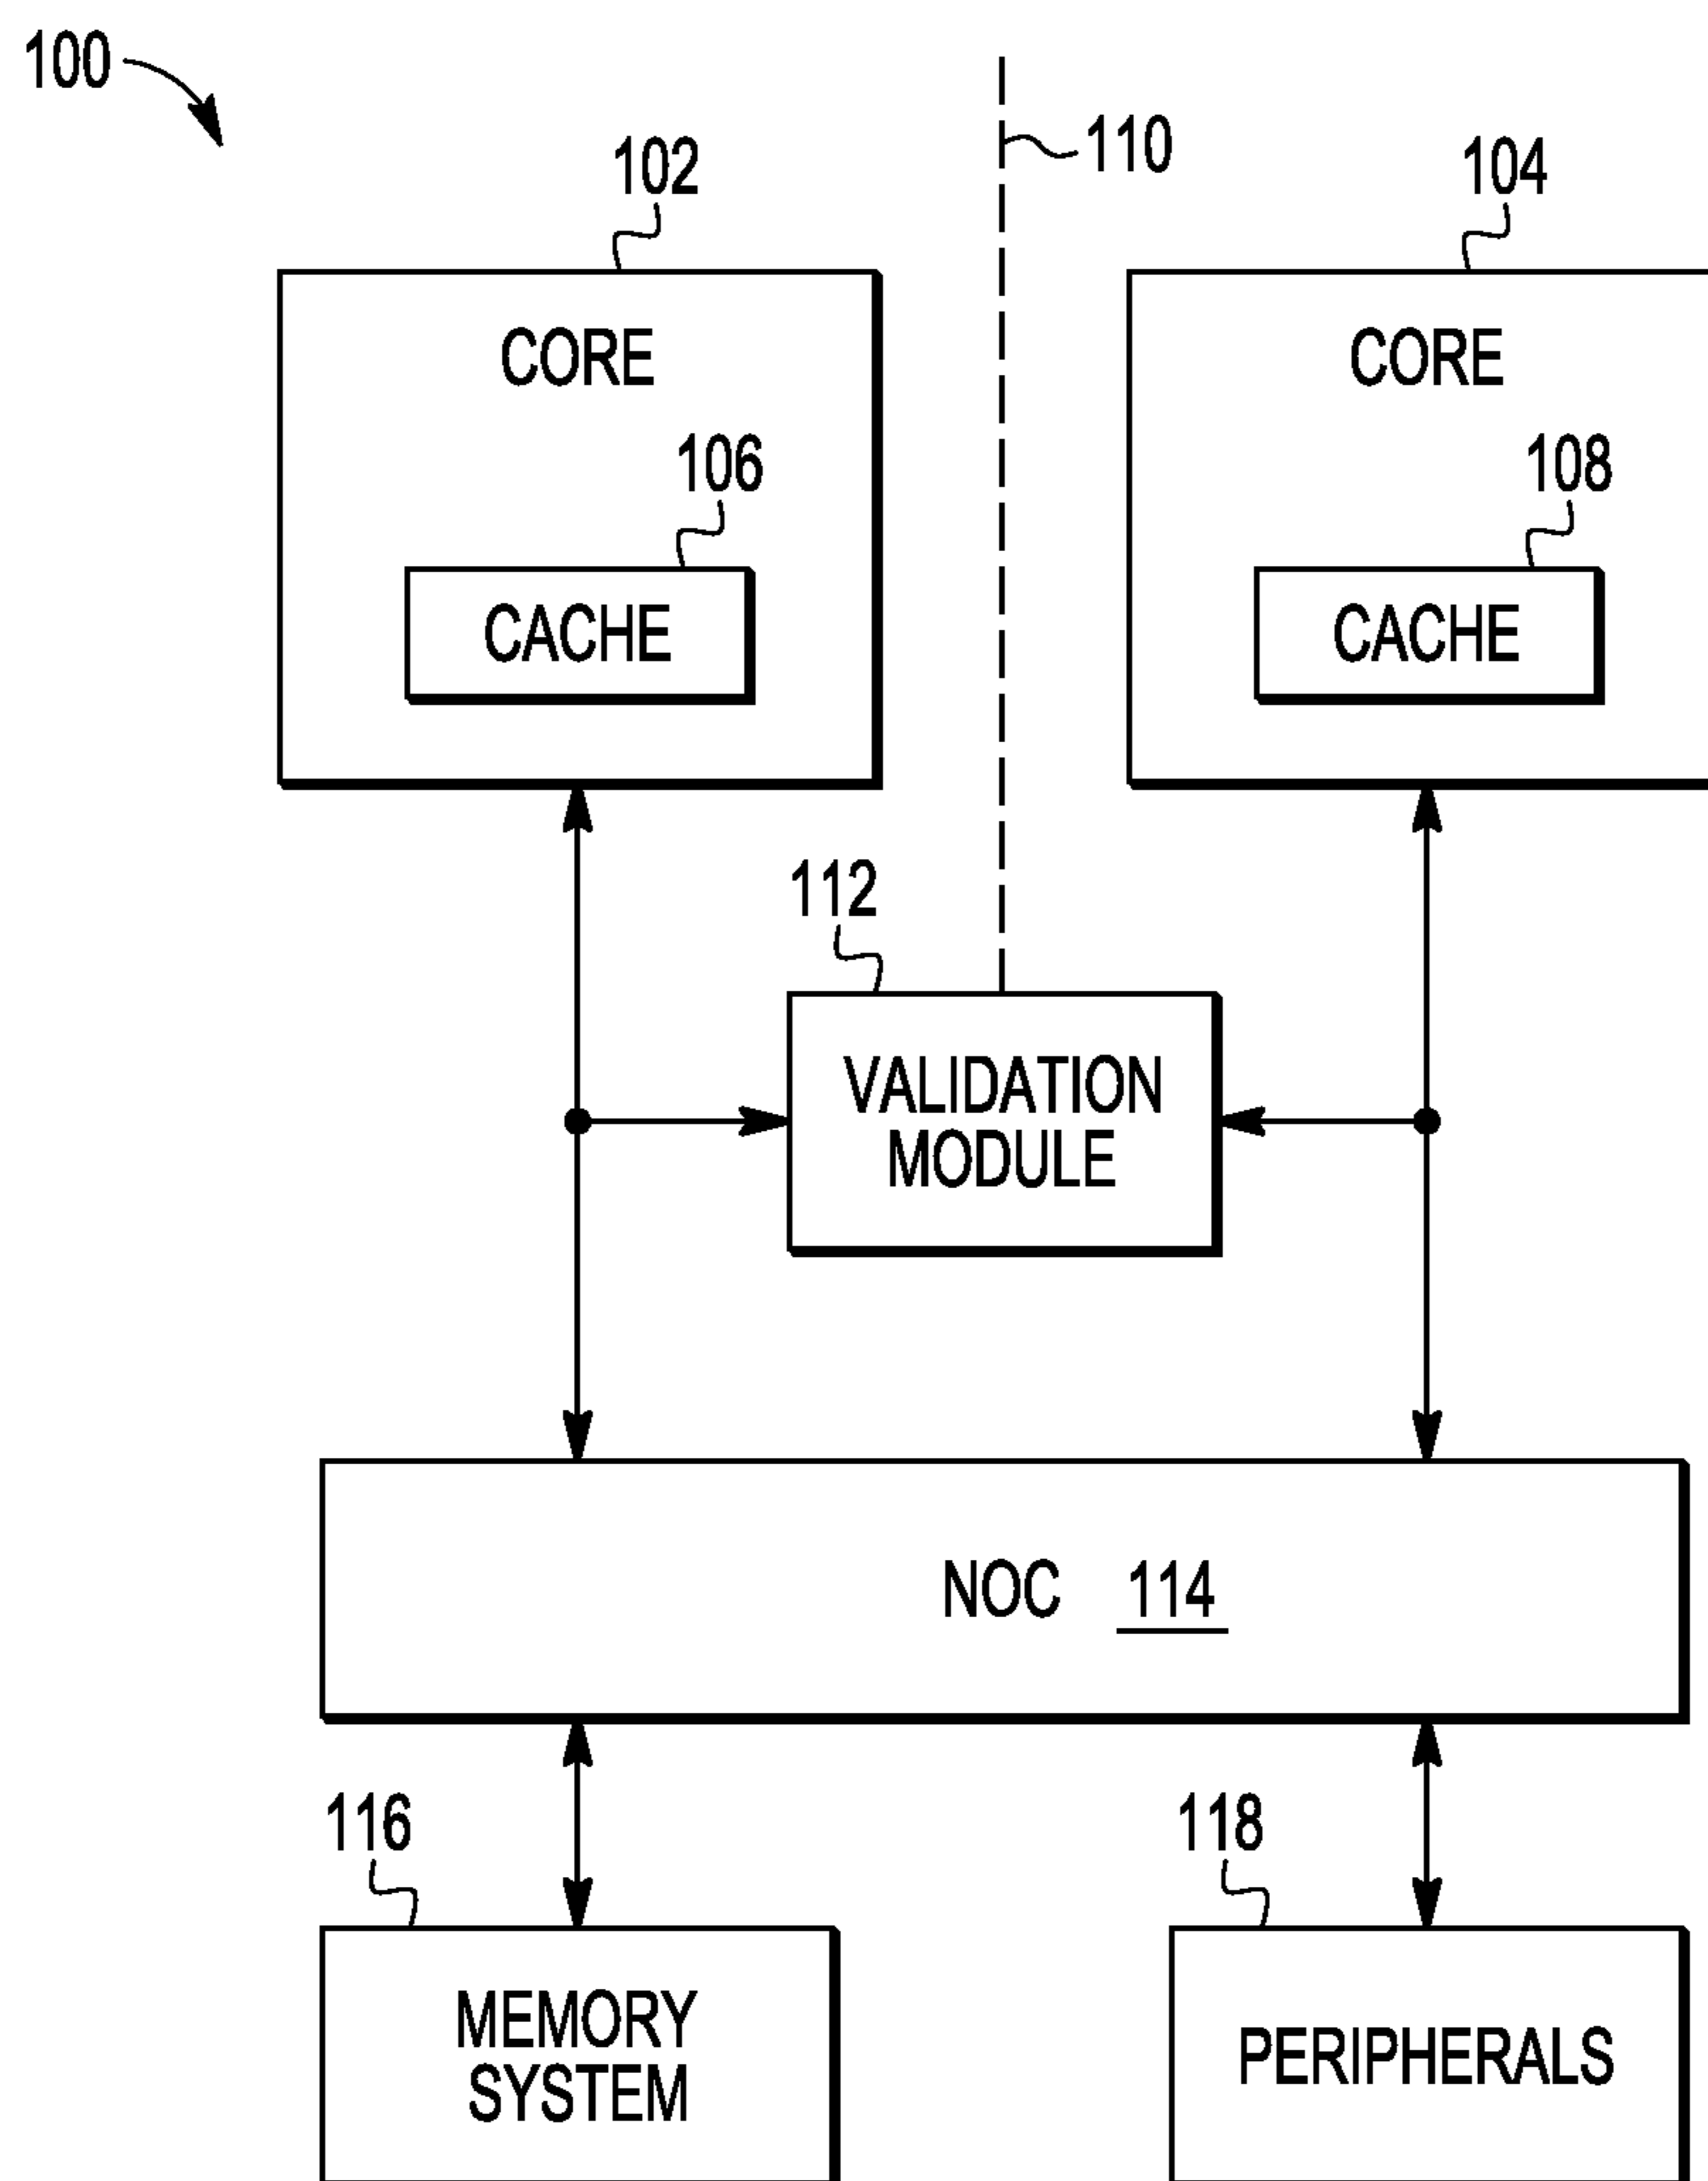 100
110
102
104
CORE
CORE
106
108
CACHE
CACHE
112
VALIDATION
MODULE
NOC 114
116
118
MEMORY
SYSTEM
PERIPHERALS